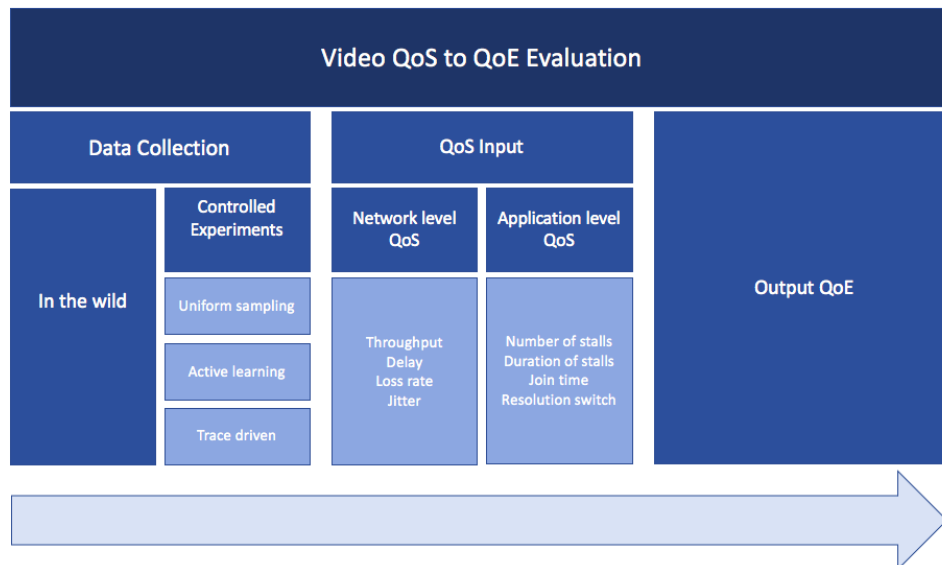 Video QoS to QoE Evaluation
Data Collection
In the wild
Controlled
Experiments
Uniform sampling
Active learning
Trace driven
QoS Input
Network level
QoS
Throughput
Delay
Loss rate
Jitter
Application level
QoS
Number of stalls
Duration of stalls
Join time
Resolution switch
Output QoE